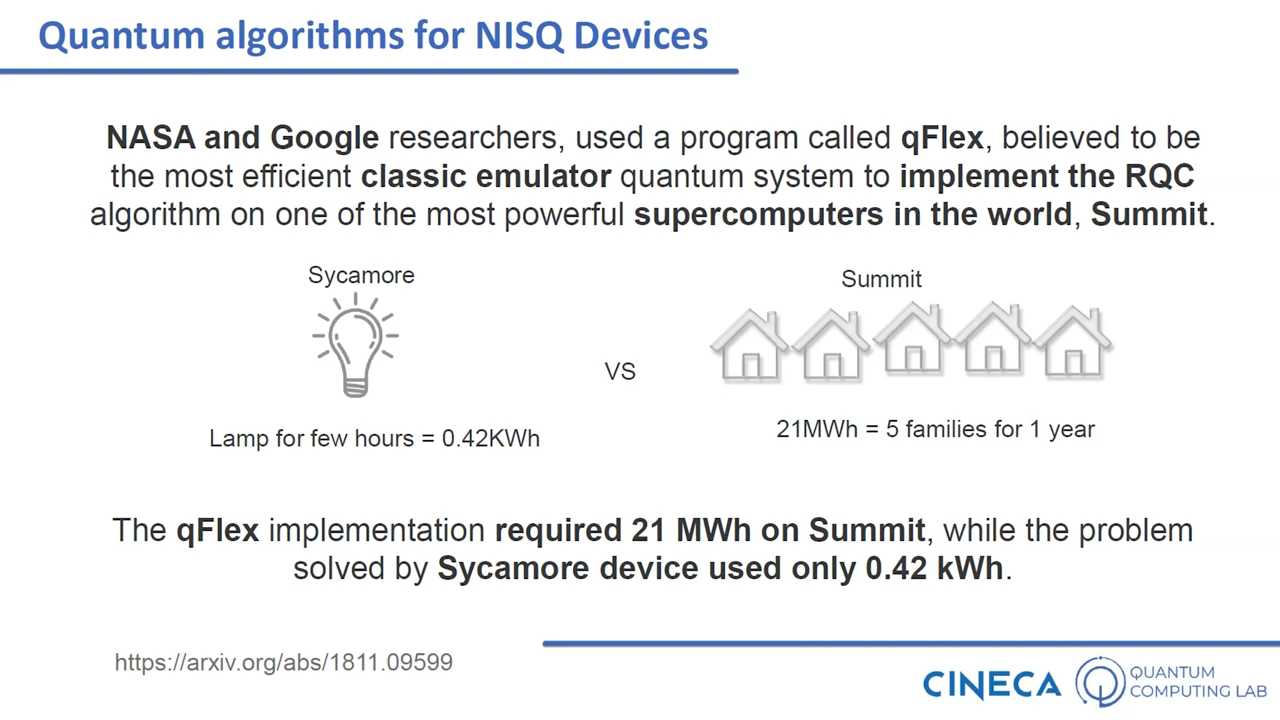 Quantum algorithms for NISQ Devices
NASA and Google researchers, used a program called qFlex, believed to be
the most efficient classic emulator quantum system to implement the RQC
algorithm on one of the most powerful supercomputers in the world, Summit.
Sycamore
Summit
VS
Lamp for few hours = 0.42KWh
21MWh = 5 families for 1 year
The qFlex implementation required 21 MWh on Summit, while the problem
solved by Sycamore device used only 0.42 kWh.
https://arxiv.org/abs/1811.09599
CINECA
QUANTUM
COMPUTING LAB